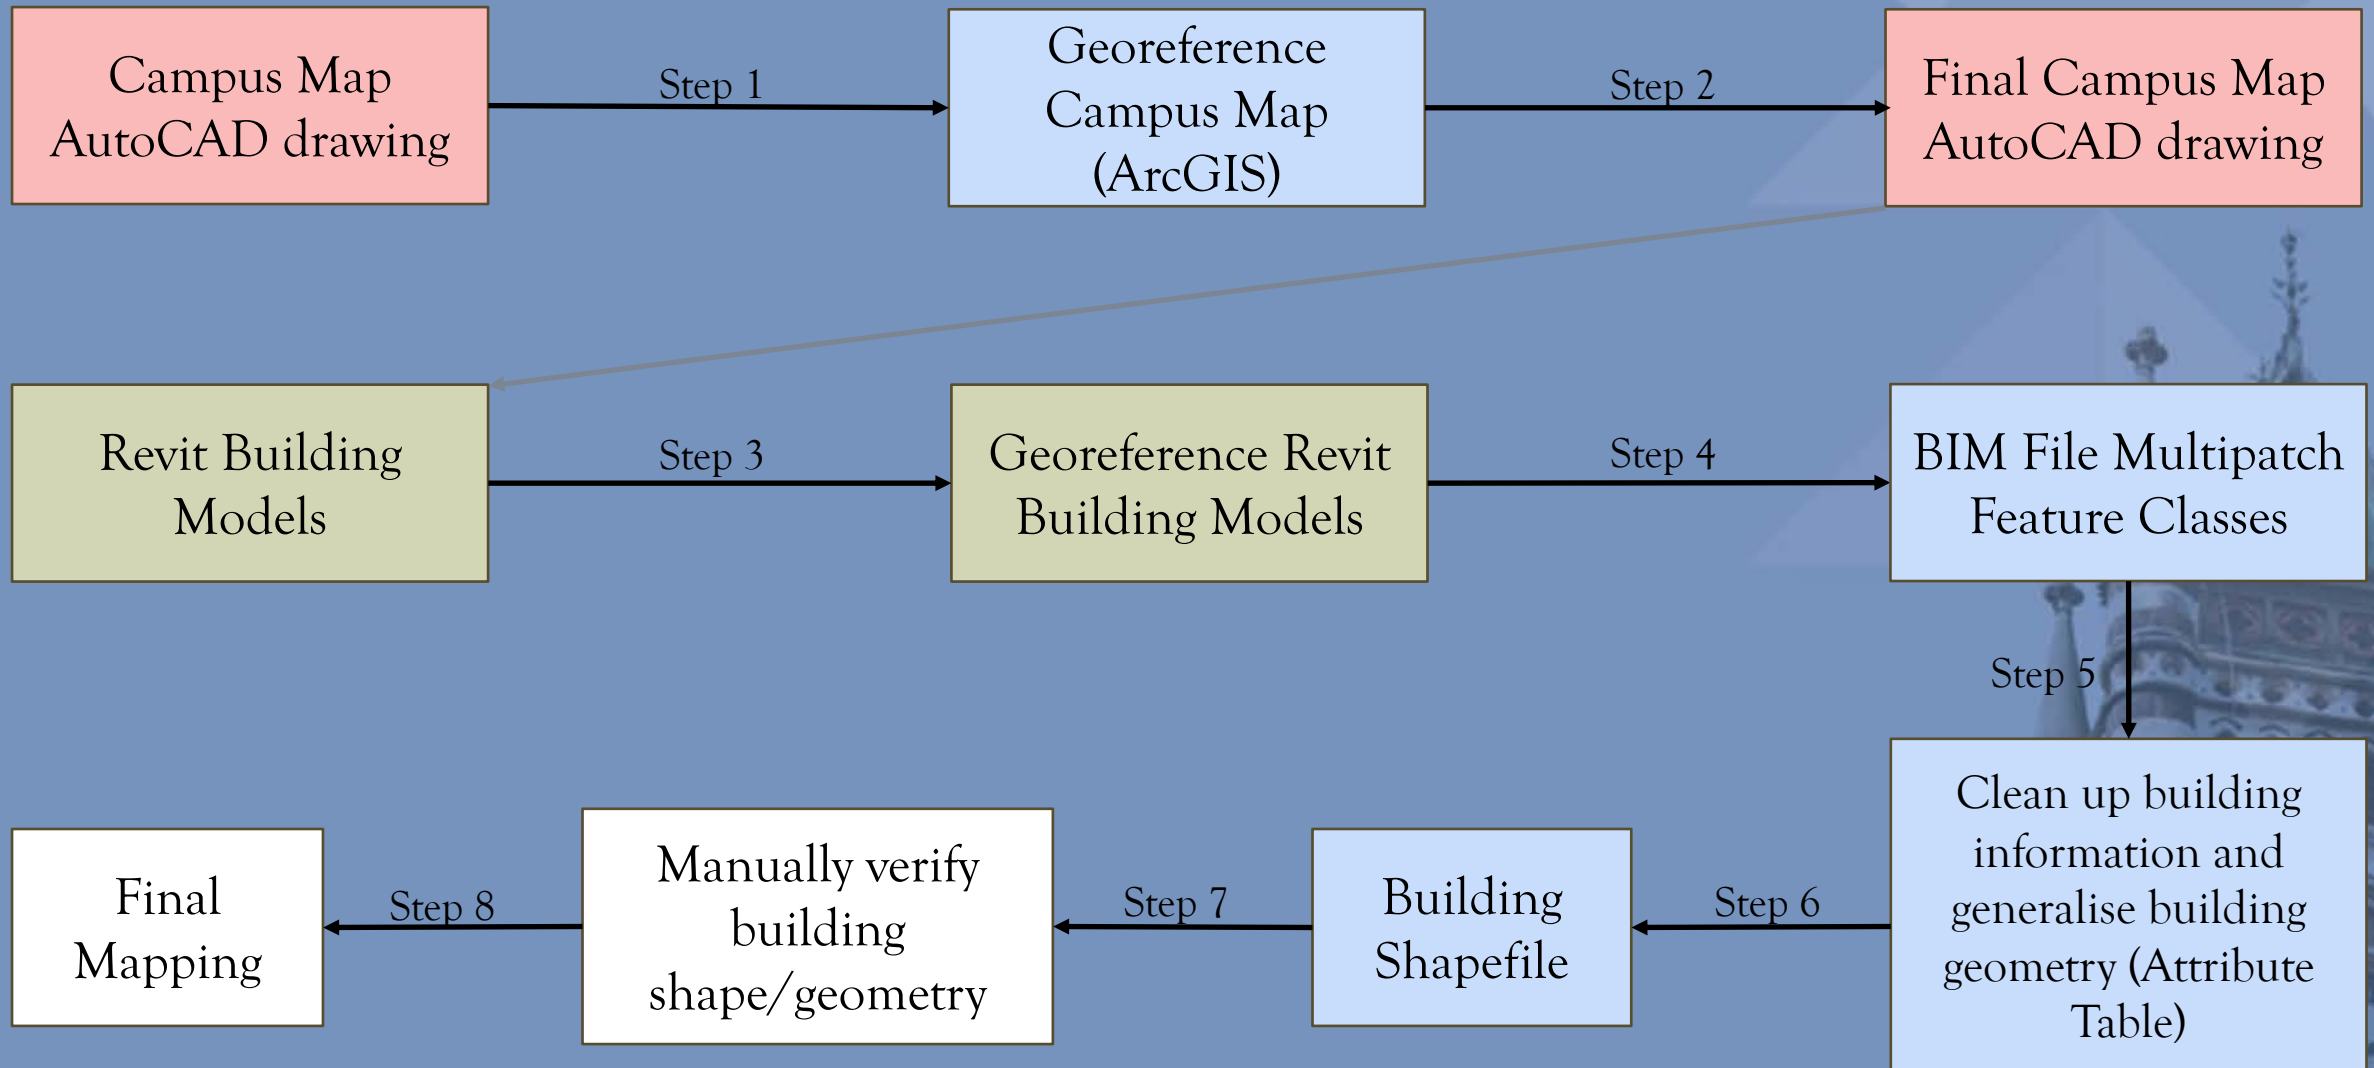 Campus Map
AutoCAD drawing
Step 1
Georeference
Campus Map
(ArcGIS)
Step 2
Final Campus Map
AutoCAD drawing
Revit Building
Models
Step 3
Georeference Revit
Building Models
Step 4
BIM File Multipatch
Feature Classes
Step 5
Clean up building
information and
generalise building
geometry (Attribute
Table)
Step 6
Building
Shapefile
Step 7
Manually verify
building
shape/geometry
Step 8
Final
Mapping